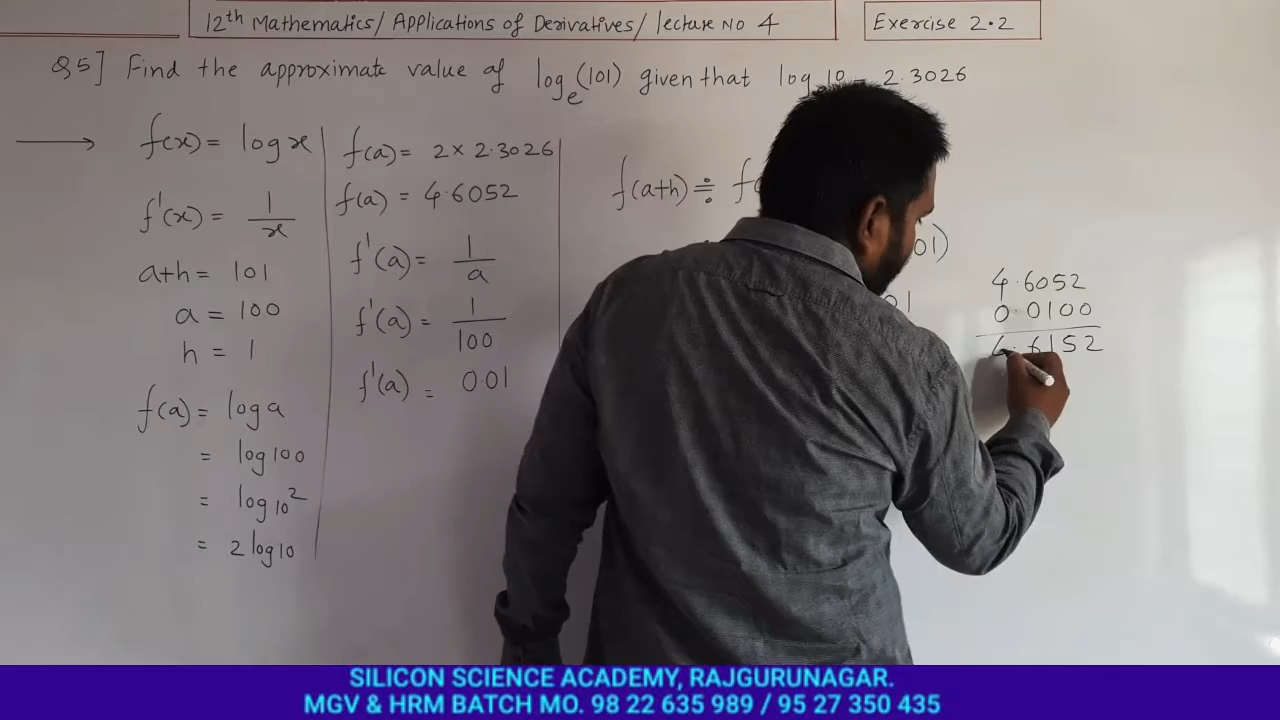 12th Mathematics/ Applications of Derivatives/ lecture No 4
Exercise 2.2
Q5] Find the approximate value of log_e(101) given that log 10 = 2.3026
f(x) = log x
f'(x) = 1/x
a+h = 101
a = 100
h = 1
f(a) = log a
= log 100
= log 10²
= 2 log 10
f(a) = 2 × 2.3026
f(a) = 4.6052
f'(a) = 1/a
f'(a) = 1/100
f'(a) = 0.01
f(a+h) ≑ f(
01)
01
4.6052
0.0100
4.6152
SILICON SCIENCE ACADEMY, RAJGURUNAGAR.
MGV & HRM BATCH MO. 98 22 635 989 / 95 27 350 435